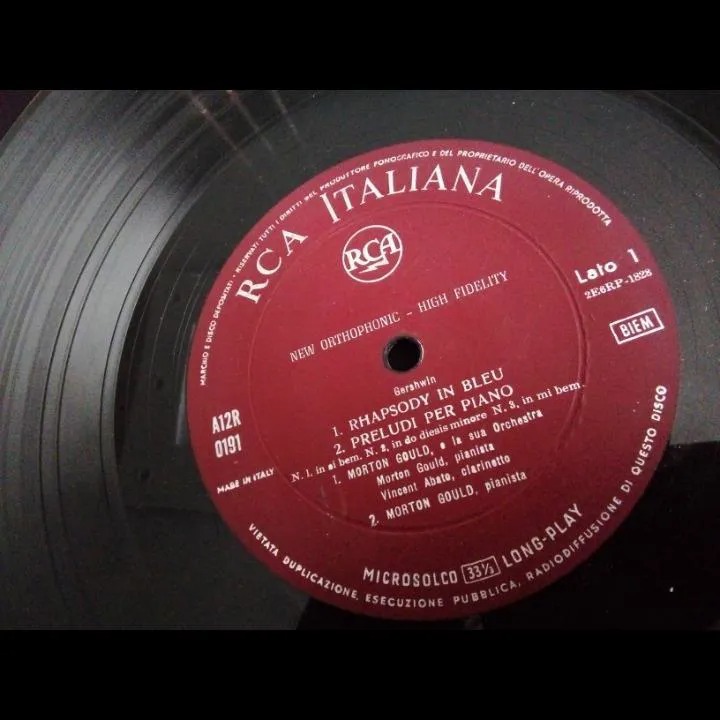 MARCHIO E DISCO DEPOSITATI · RISERVATI TUTTI I DIRITTI DEL PRODUTTORE FONOGRAFICO E DEL PROPRIETARIO DELL'OPERA RIPRODOTTA
RCA ITALIANA
RCA
Lato 1
2E6RP-1828
NEW ORTHOPHONIC - HIGH FIDELITY
BIEM
Gershwin
1. RHAPSODY IN BLEU
2. PRELUDI PER PIANO
N. 1, in si bem. N. 2, in do diesis minore N. 3, in mi bem.
A12R
0191
1. MORTON GOULD, e la sua Orchestra
Morton Gould, pianista
Vincent Abato, clarinetto
2. MORTON GOULD, pianista
MADE IN ITALY
MICROSOLCO 33⅓ LONG-PLAY
VIETATA DUPLICAZIONE, ESECUZIONE PUBBLICA, RADIODIFFUSIONE DI QUESTO DISCO